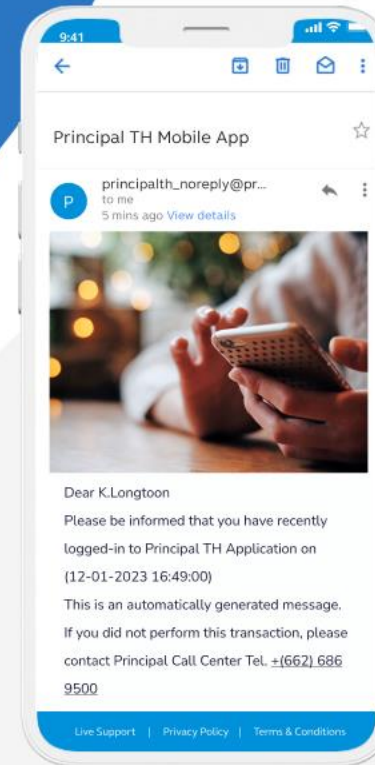 9:41
Principal TH Mobile App
P
principalth_noreply@pr...
to me
5 mins ago View details
Dear K.Longtoon
Please be informed that you have recently
logged-in to Principal TH Application on
(12-01-2023 16:49:00)
This is an automatically generated message.
If you did not perform this transaction, please
contact Principal Call Center Tel. +(662) 686
9500
Live Support | Privacy Policy | Terms & Conditions